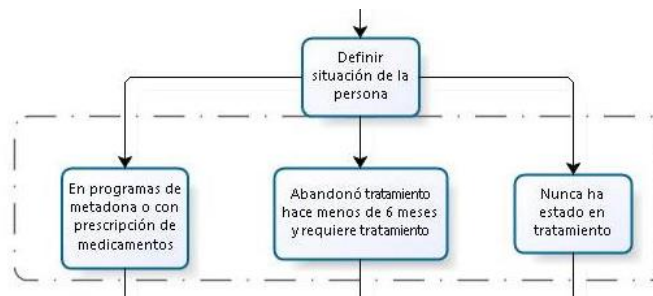 Definir
situación de la
persona
En programas de
metadona o con
prescripción de
medicamentos
Abandonó tratamiento
hace menos de 6 meses
y requiere tratamiento
Nunca ha
estado en
tratamiento